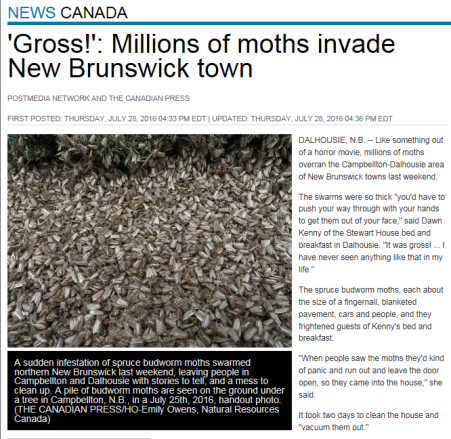 NEWS CANADA
'Gross!': Millions of moths invade
New Brunswick town
POSTMEDIA NETWORK AND THE CANADIAN PRESS
FIRST POSTED: THURSDAY, JULY 28, 2016 04:33 PM EDT | UPDATED: THURSDAY, JULY 28, 2016 04:36 PM EDT
A sudden infestation of spruce budworm moths swarmed
northern New Brunswick last weekend, leaving people in
Campbellton and Dalhousie with stories to tell, and a mess to
clean up. A pile of budworm moths are seen on the ground under
a tree in Campbellton, N.B., in a July 25th, 2016, handout photo.
(THE CANADIAN PRESS/HO-Emily Owens, Natural Resources
Canada)
DALHOUSIE, N.B. -- Like something out
of a horror movie, millions of moths
overran the Campbellton-Dalhousie area
of New Brunswick towns last weekend.
The swarms were so thick "you'd have to
push your way through with your hands
to get them out of your face," said Dawn
Kenny of the Stewart House bed and
breakfast in Dalhousie. "It was gross! ... I
have never seen anything like that in my
life."
The spruce budworm moths, each about
the size of a fingernail, blanketed
pavement, cars and people, and they
frightened guests of Kenny's bed and
breakfast.
"When people saw the moths they'd kind
of panic and run out and leave the door
open, so they came into the house," she
said.
It took two days to clean the house and
"vacuum them out."